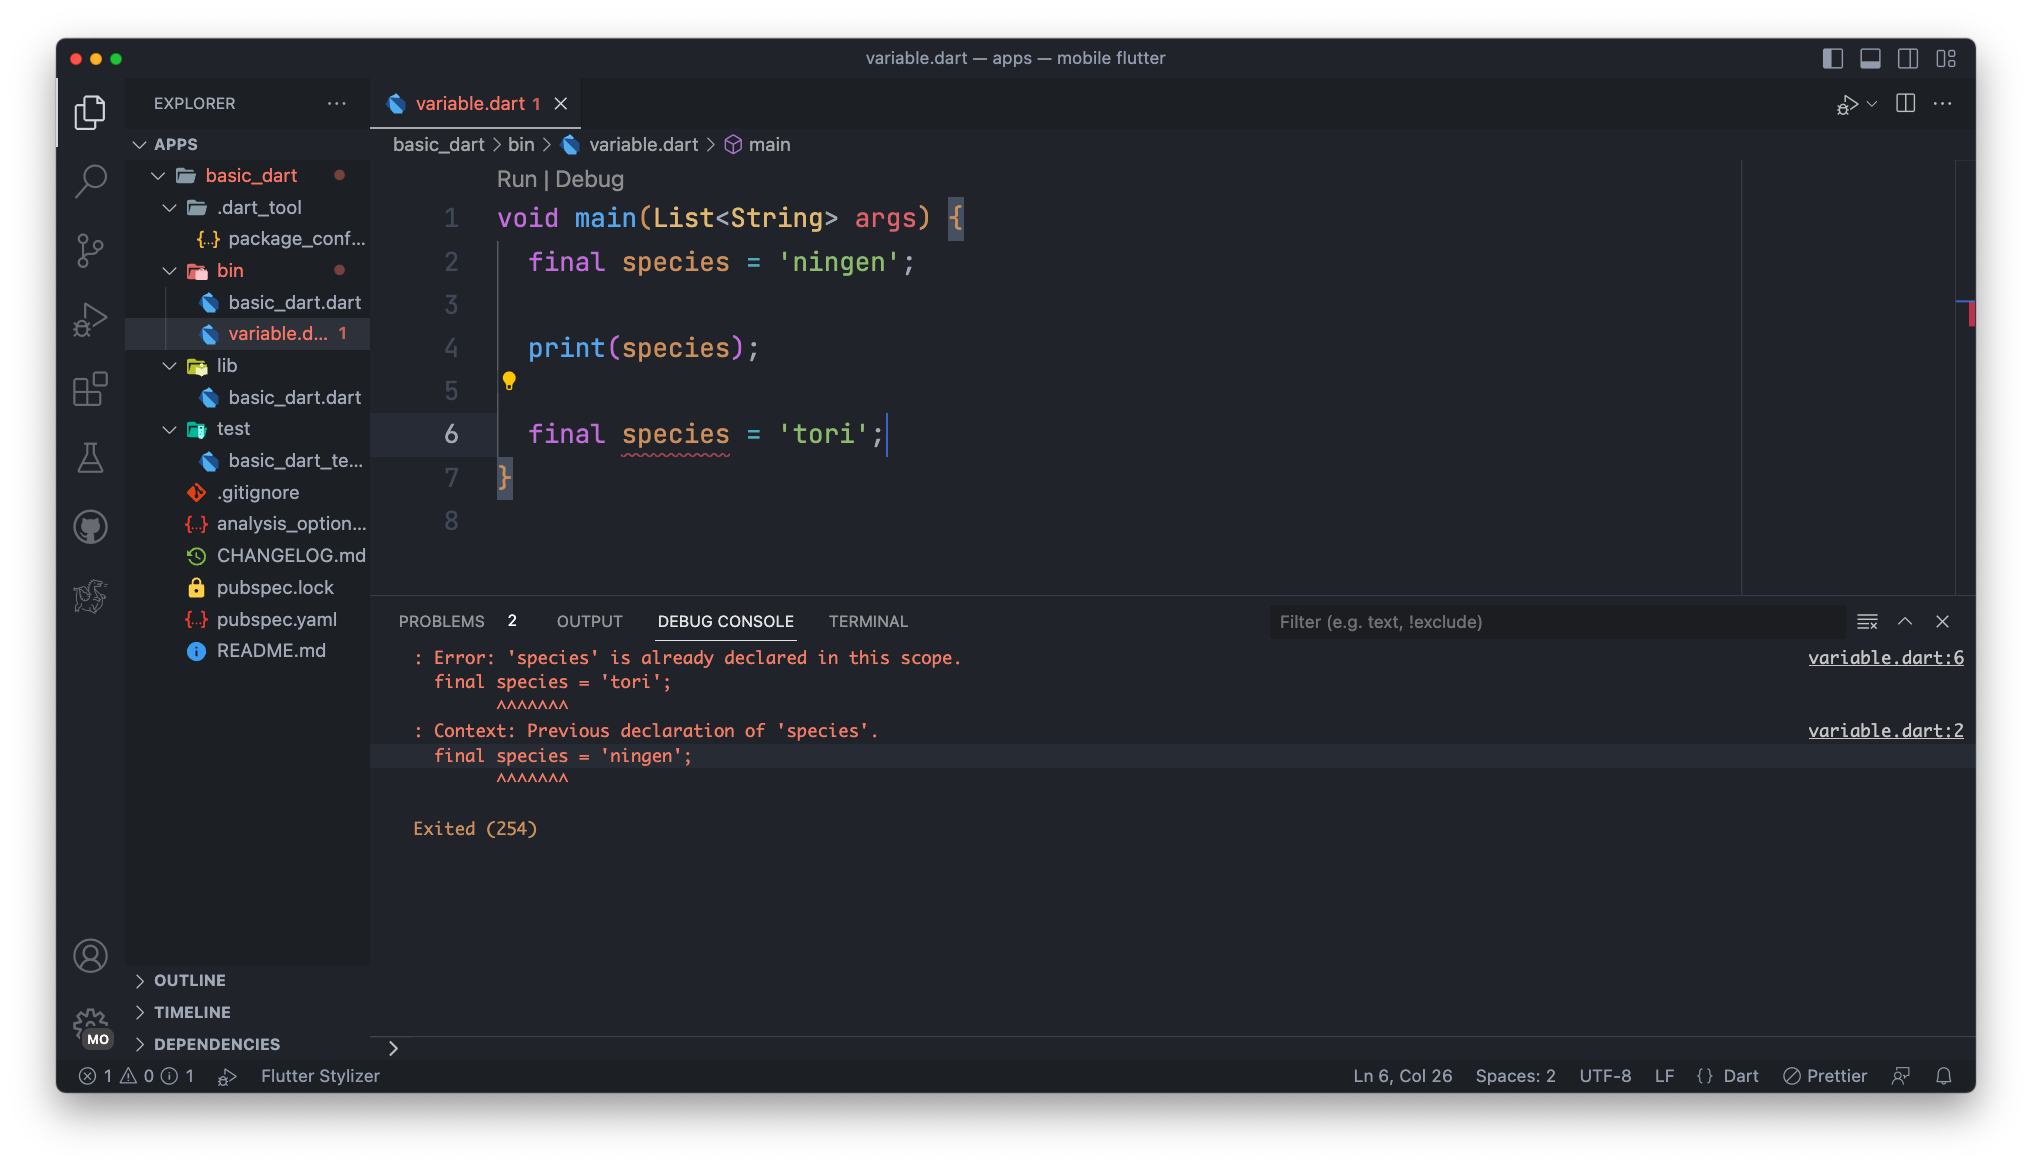 variable.dart — apps — mobile flutter
EXPLORER
APPS
basic_dart
.dart_tool
{..} package_conf...
bin
basic_dart.dart
variable.d... 1
lib
basic_dart.dart
test
basic_dart_te...
.gitignore
{..} analysis_option...
CHANGELOG.md
pubspec.lock
{..} pubspec.yaml
README.md
OUTLINE
TIMELINE
DEPENDENCIES
MO
variable.dart 1
basic_dart > bin > variable.dart > main
Run | Debug
1 void main(List<String> args) {
2 final species = 'ningen';
3
4 print(species);
5
6 final species = 'tori';
7 }
8
PROBLEMS 2 OUTPUT DEBUG CONSOLE TERMINAL Filter (e.g. text, !exclude)
: Error: 'species' is already declared in this scope. variable.dart:6
final species = 'tori';
^^^^^^^
: Context: Previous declaration of 'species'. variable.dart:2
final species = 'ningen';
^^^^^^^
Exited (254)
>
1 0 1 Flutter Stylizer Ln 6, Col 26 Spaces: 2 UTF-8 LF {} Dart Prettier